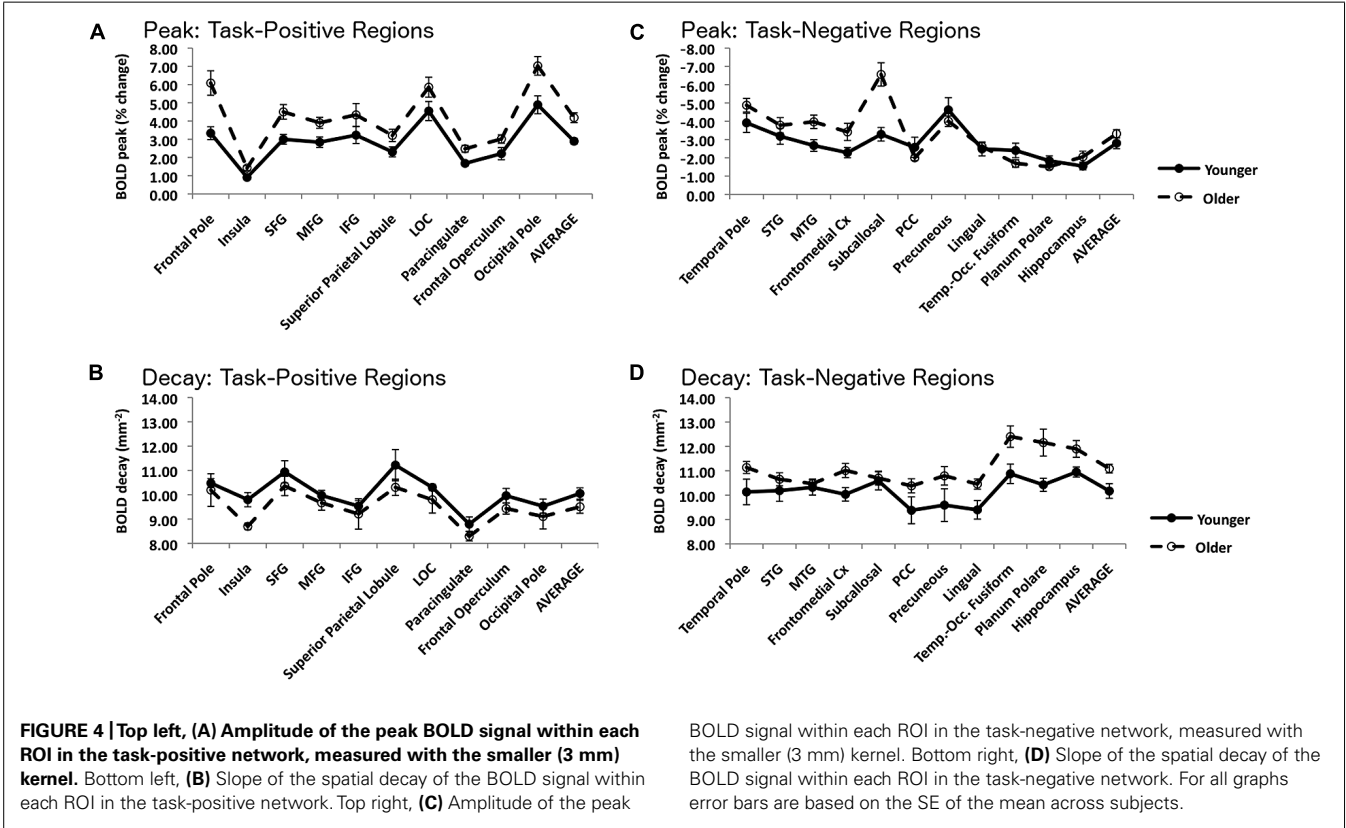 A Peak: Task-Positive Regions
BOLD peak (% change)
8.00
7.00
6.00
5.00
4.00
3.00
2.00
1.00
0.00
Frontal Pole
Insula
SFG
MFG
IFG
Superior Parietal Lobule
LOC
Paracingulate
Frontal Operculum
Occipital Pole
AVERAGE
C Peak: Task-Negative Regions
BOLD peak (% change)
-8.00
-7.00
-6.00
-5.00
-4.00
-3.00
-2.00
-1.00
0.00
Temporal Pole
STG
MTG
Frontomedial Cx
Subcallosal
PCC
Precuneous
Lingual
Temp.-Occ. Fusiform
Planum Polare
Hippocampus
AVERAGE
Younger
Older
B Decay: Task-Positive Regions
BOLD decay (mm-2)
14.00
13.00
12.00
11.00
10.00
9.00
8.00
Frontal Pole
Insula
SFG
MFG
IFG
Superior Parietal Lobule
LOC
Paracingulate
Frontal Operculum
Occipital Pole
AVERAGE
D Decay: Task-Negative Regions
BOLD decay (mm-2)
14.00
13.00
12.00
11.00
10.00
9.00
8.00
Temporal Pole
STG
MTG
Frontomedial Cx
Subcallosal
PCC
Precuneous
Lingual
Temp.-Occ. Fusiform
Planum Polare
Hippocampus
AVERAGE
Younger
Older
FIGURE 4 | Top left, (A) Amplitude of the peak BOLD signal within each
ROI in the task-positive network, measured with the smaller (3 mm)
kernel. Bottom left, (B) Slope of the spatial decay of the BOLD signal within
each ROI in the task-positive network. Top right, (C) Amplitude of the peak
BOLD signal within each ROI in the task-negative network, measured with
the smaller (3 mm) kernel. Bottom right, (D) Slope of the spatial decay of the
BOLD signal within each ROI in the task-negative network. For all graphs
error bars are based on the SE of the mean across subjects.